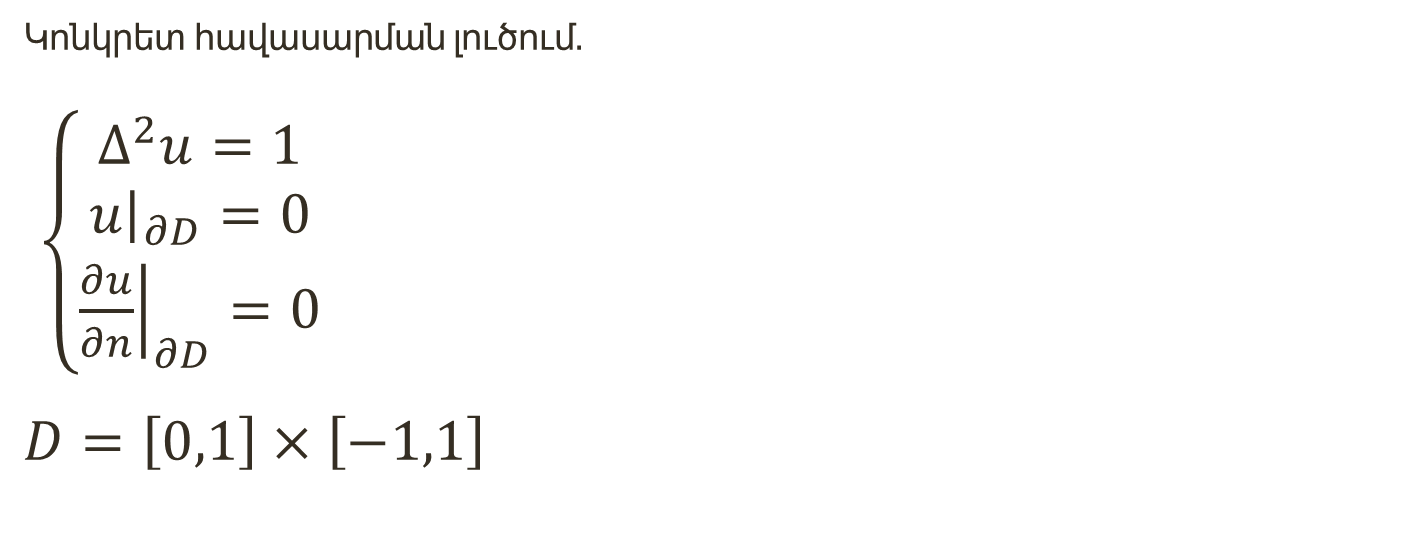 Կոնկրետ հավասարման լուծում.
Δ²u = 1
u|∂D = 0
∂u/∂n|∂D = 0
D = [0,1] × [−1,1]